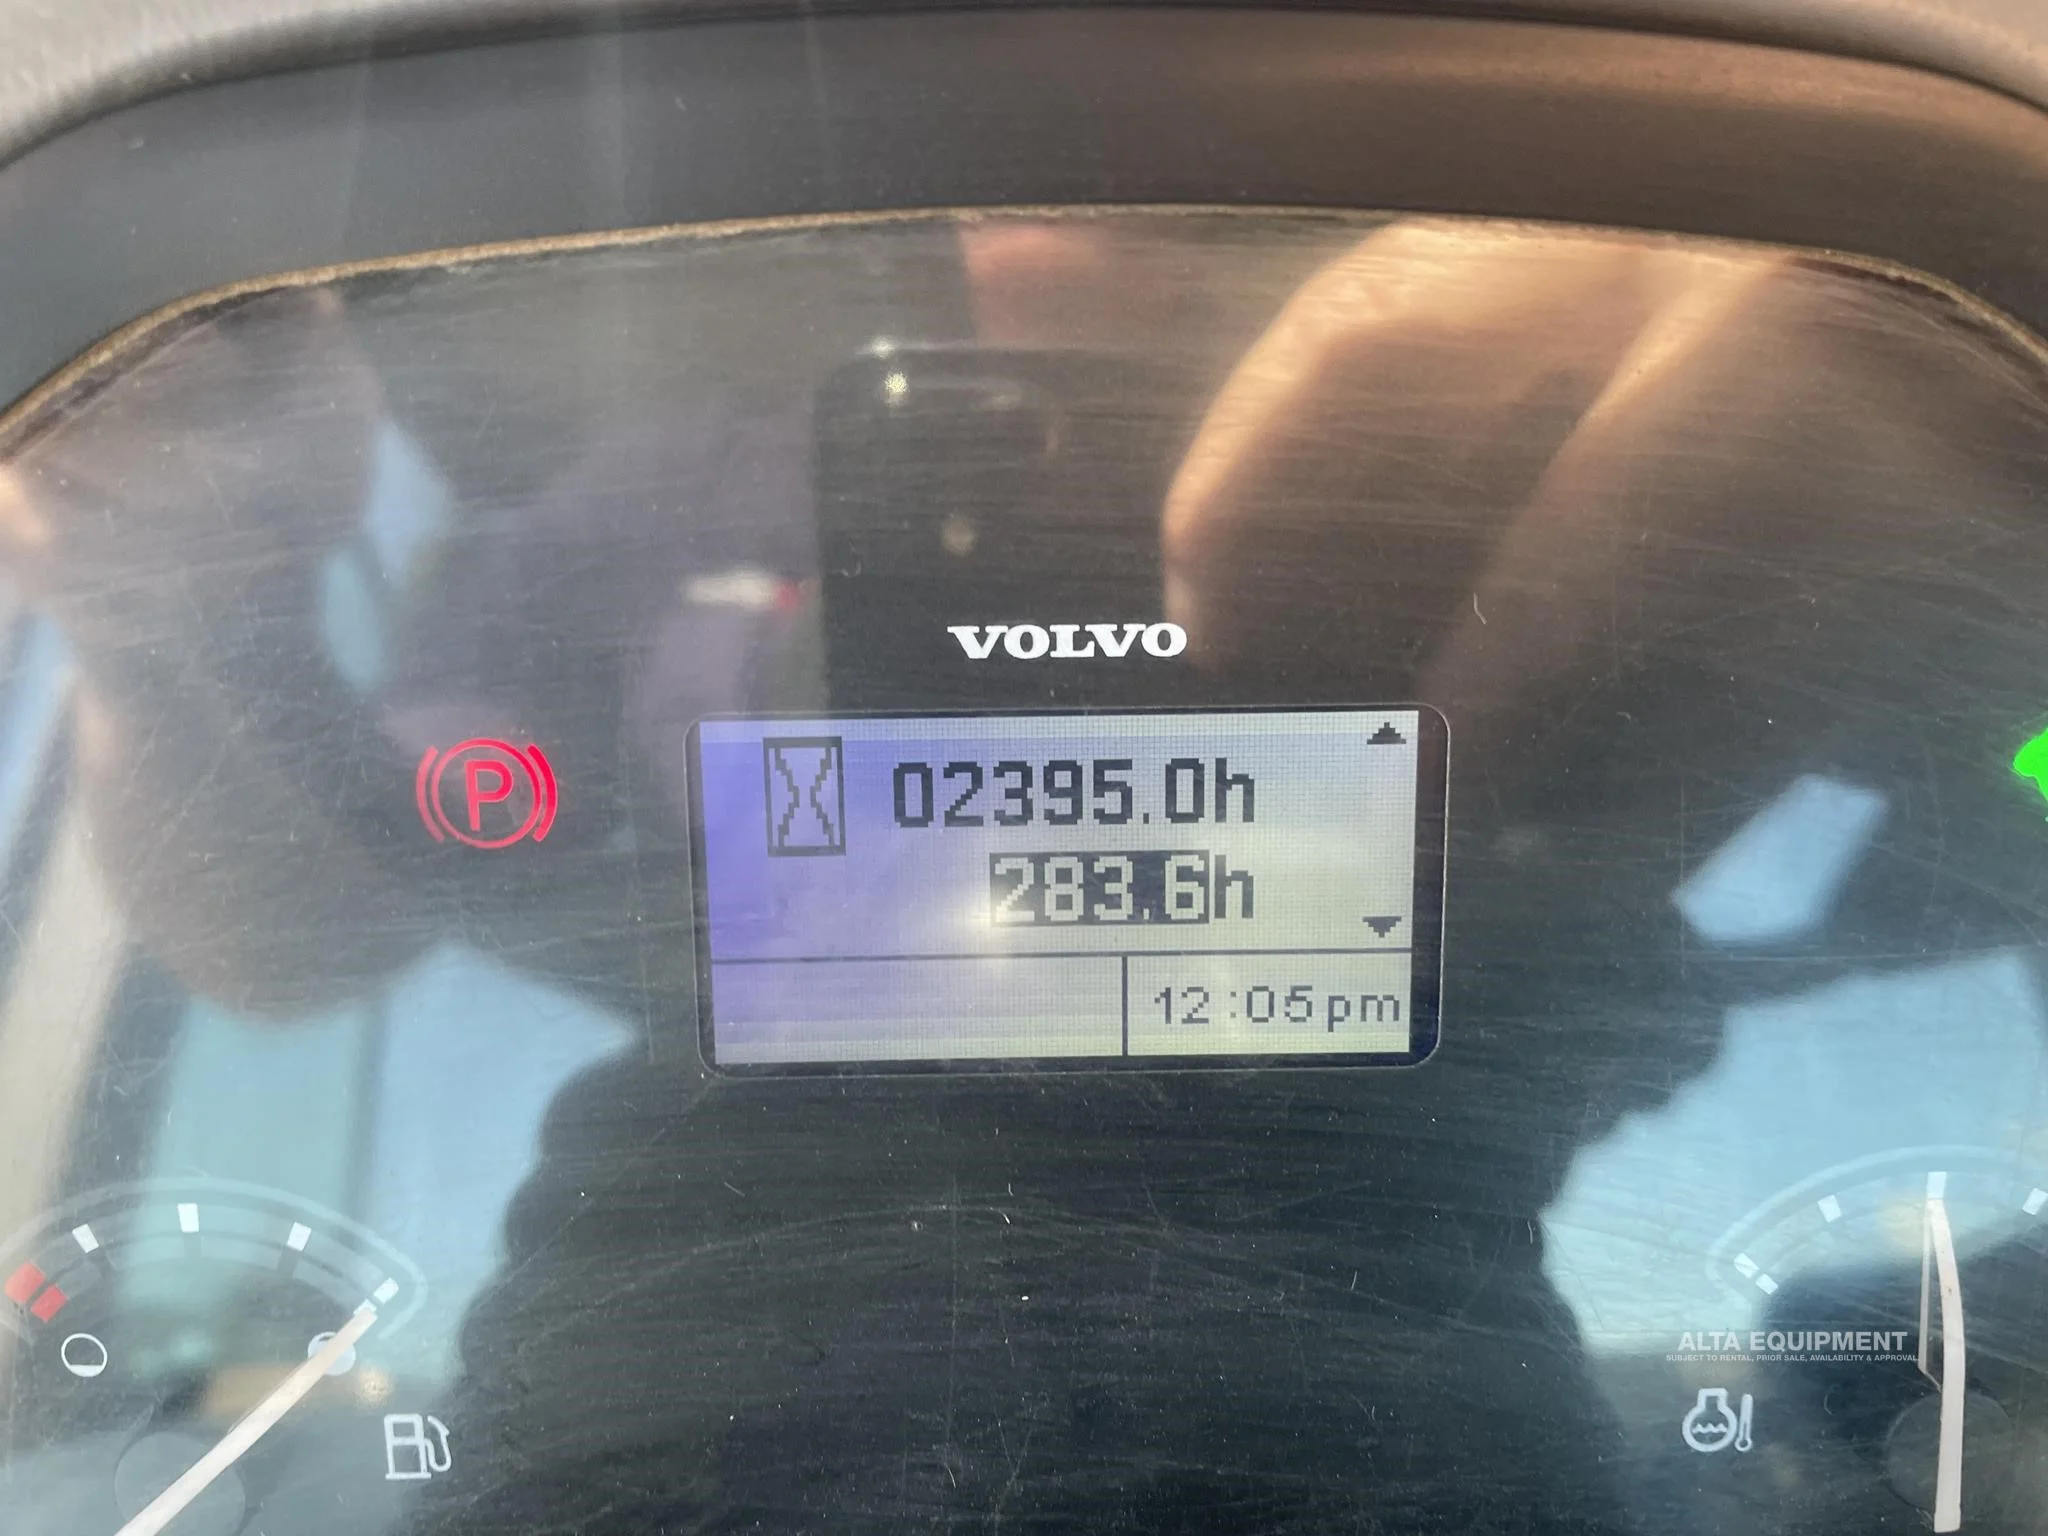 VOLVO
P
02395.0h
283.6h
12:05pm
ALTA EQUIPMENT
SUBJECT TO RENTAL, PRIOR SALE, AVAILABILITY & APPROVAL